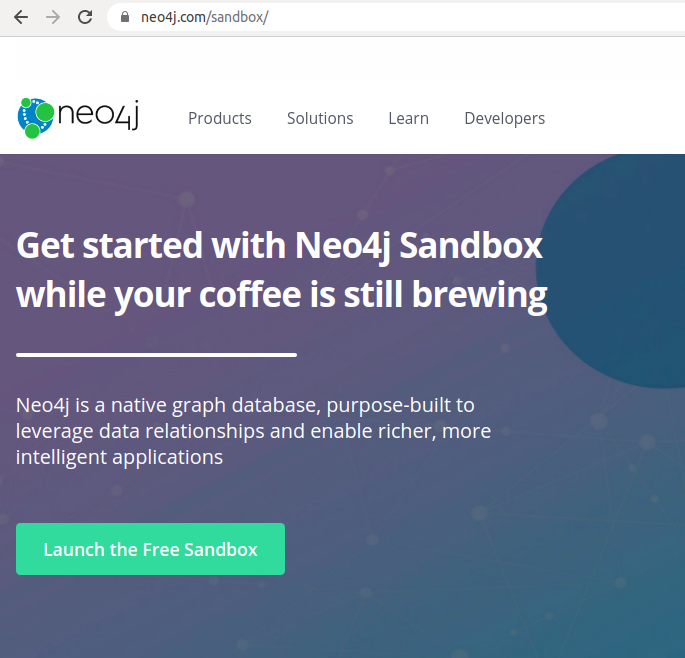 neo4j.com/sandbox/
neo4j
Products Solutions Learn Developers
Get started with Neo4j Sandbox
while your coffee is still brewing
Neo4j is a native graph database, purpose-built to
leverage data relationships and enable richer, more
intelligent applications
Launch the Free Sandbox